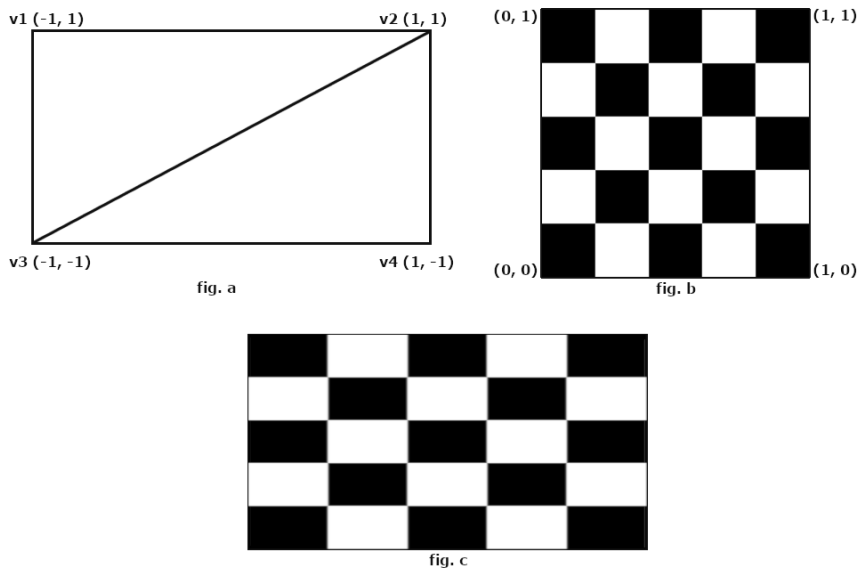 v1 (-1, 1)
v2 (1, 1)
v3 (-1, -1)
v4 (1, -1)
fig. a
(0, 1)
(1, 1)
(0, 0)
(1, 0)
fig. b
fig. c